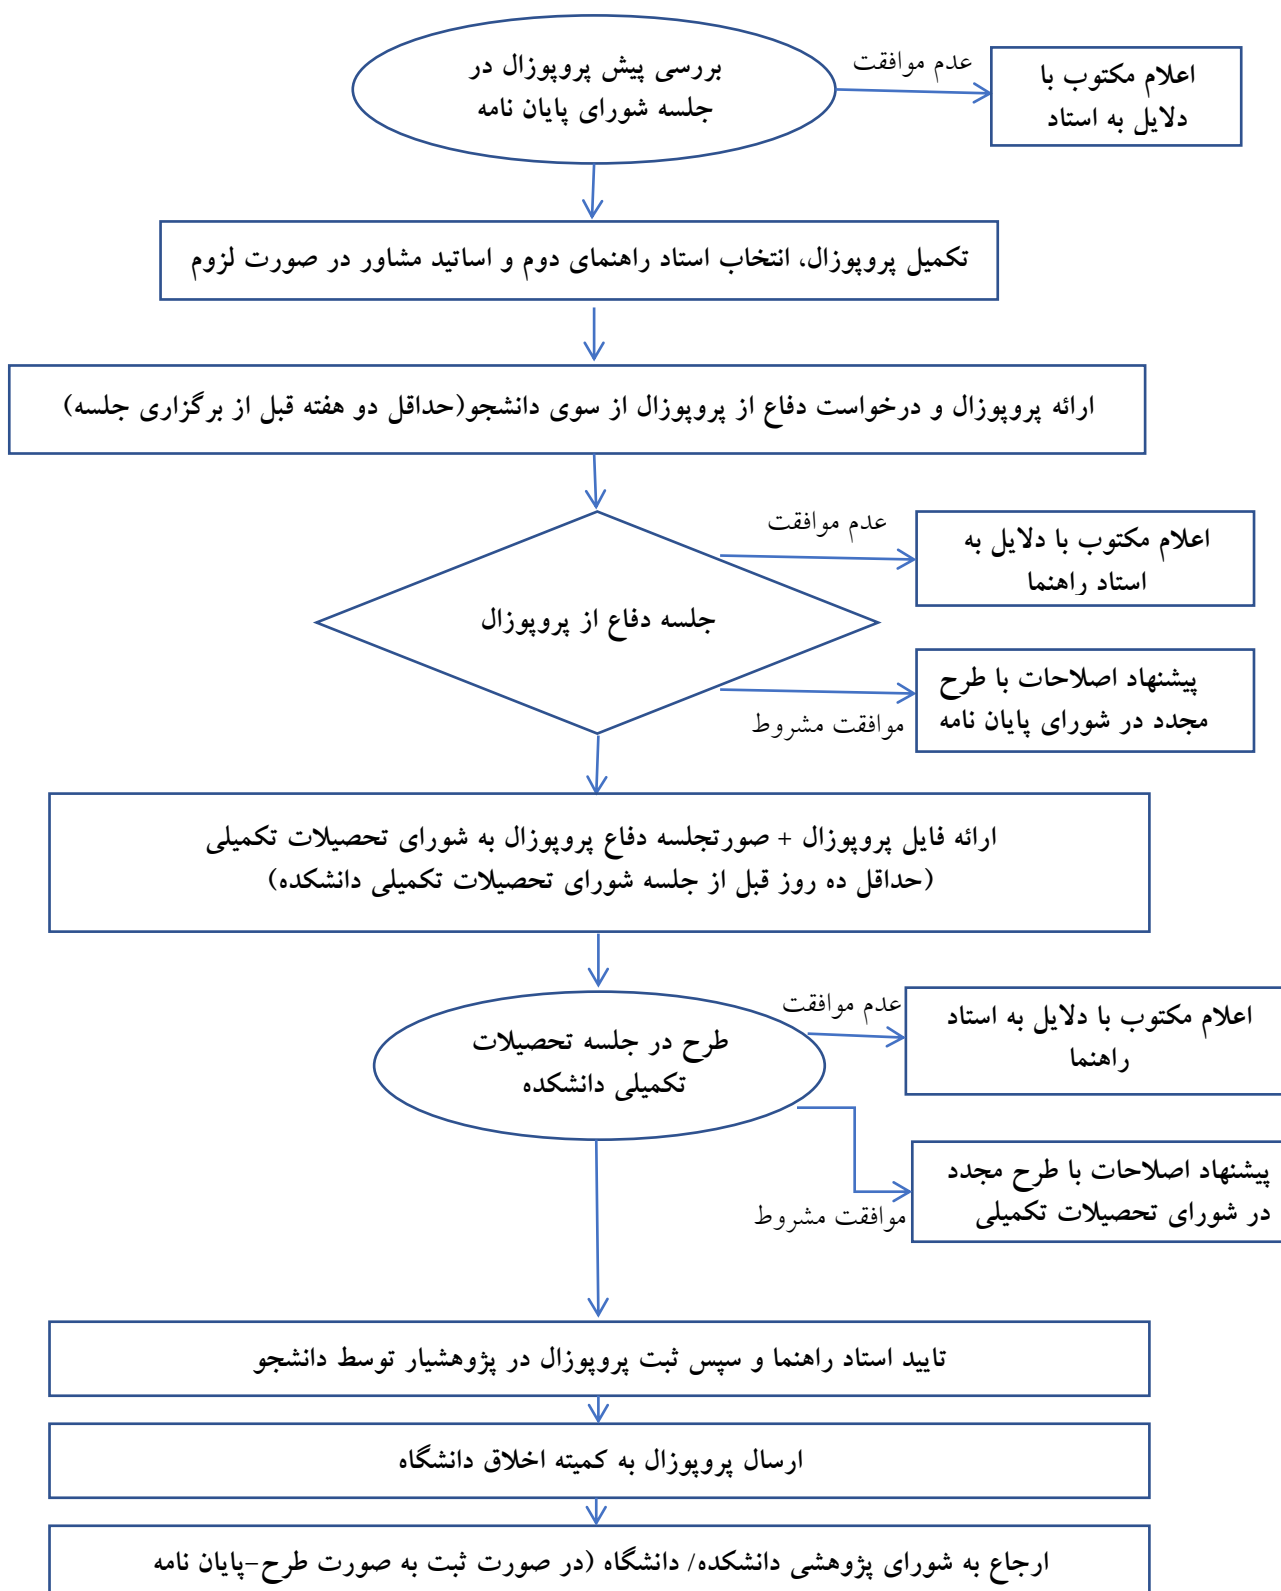 بررسی پیش پروپوزال در
جلسه شورای پایان نامه
عدم موافقت
اعلام مکتوب با
دلایل به استاد
تکمیل پروپوزال، انتخاب استاد راهنمای دوم و اساتید مشاور در صورت لزوم
ارائه پروپوزال و درخواست دفاع از پروپوزال از سوی دانشجو(حداقل دو هفته قبل از برگزاری جلسه)
جلسه دفاع از پروپوزال
عدم موافقت
اعلام مکتوب با دلایل به
استاد راهنما
موافقت مشروط
پیشنهاد اصلاحات با طرح
مجدد در شورای پایان نامه
ارائه فایل پروپوزال + صورتجلسه دفاع پروپوزال به شورای تحصیلات تکمیلی
(حداقل ده روز قبل از جلسه شورای تحصیلات تکمیلی دانشکده)
طرح در جلسه تحصیلات
تکمیلی دانشکده
عدم موافقت
اعلام مکتوب با دلایل به استاد
راهنما
موافقت مشروط
پیشنهاد اصلاحات با طرح مجدد
در شورای تحصیلات تکمیلی
تایید استاد راهنما و سپس ثبت پروپوزال در پژوهشیار توسط دانشجو
ارسال پروپوزال به کمیته اخلاق دانشگاه
ارجاع به شورای پژوهشی دانشکده/ دانشگاه (در صورت ثبت به صورت طرح-پایان نامه